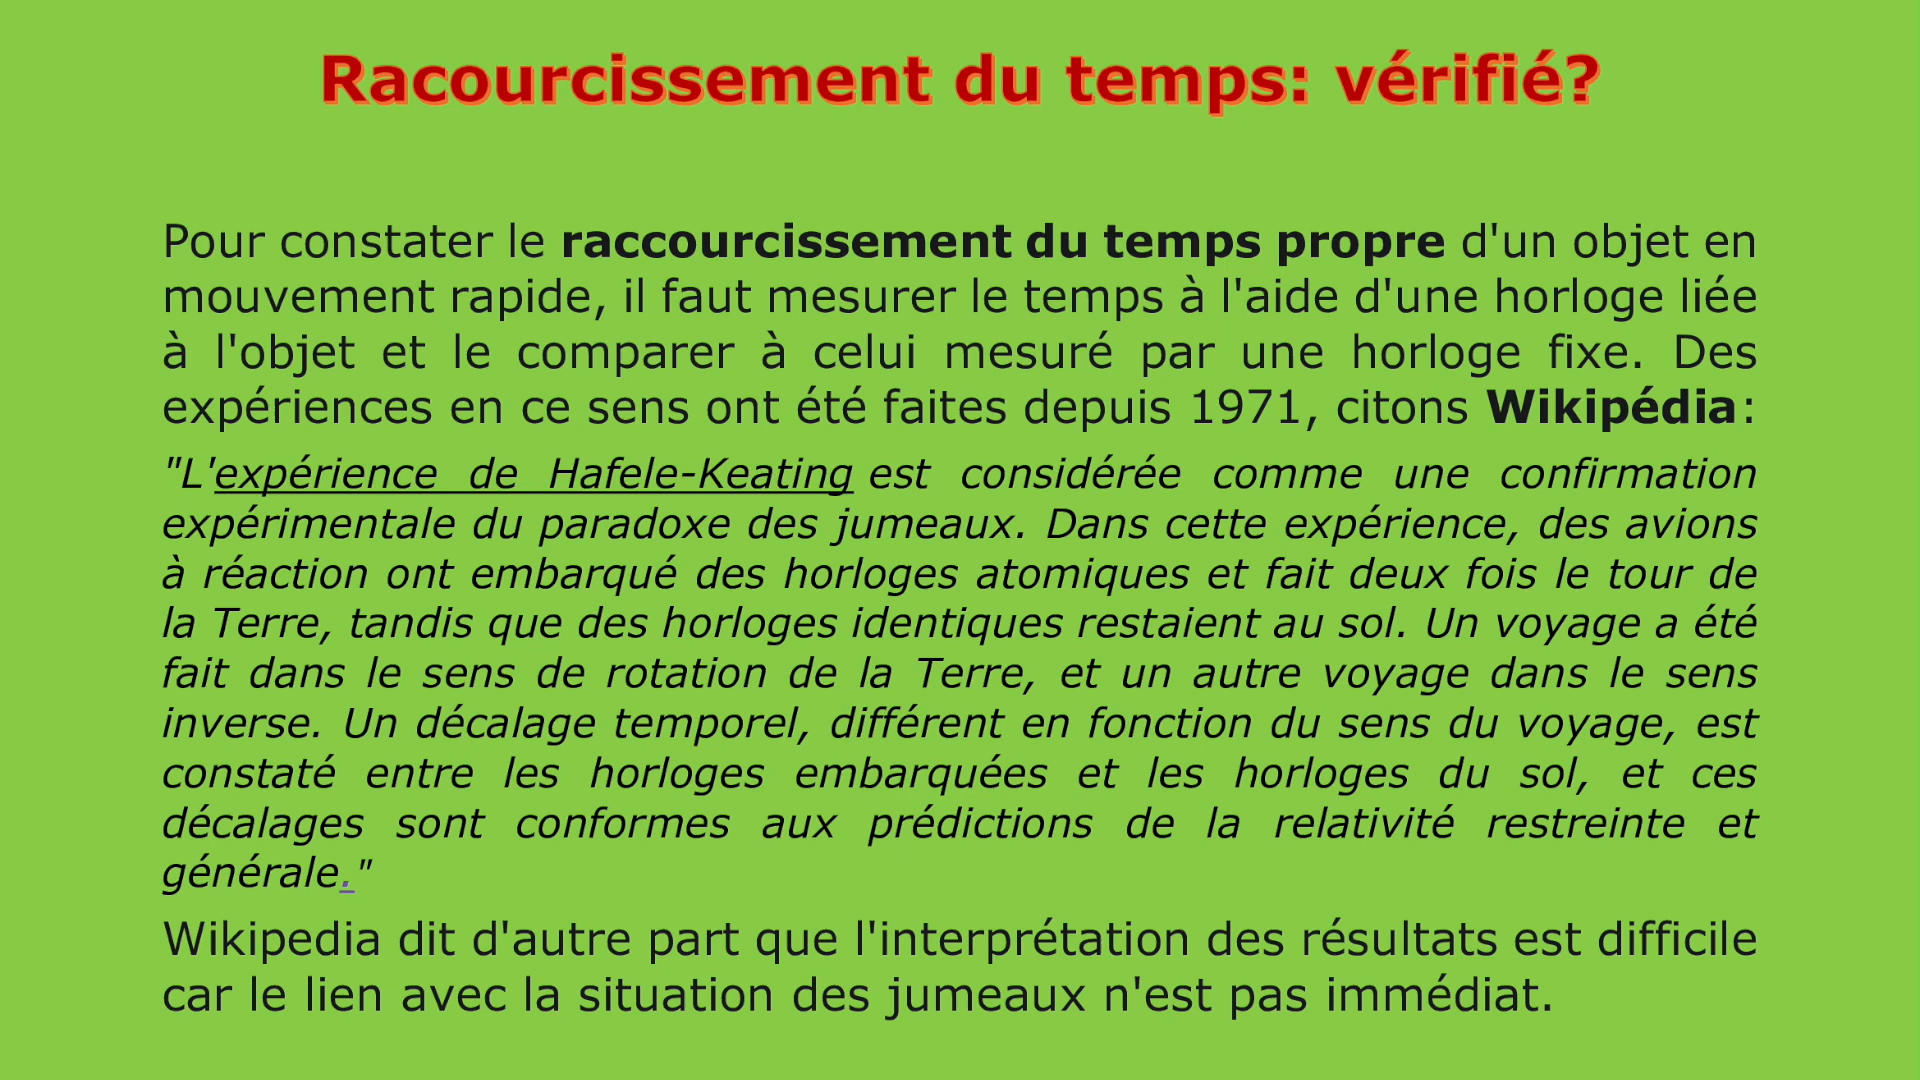 Racourcissement du temps: vérifié?
Pour constater le raccourcissement du temps propre d'un objet en
mouvement rapide, il faut mesurer le temps à l'aide d'une horloge liée
à l'objet et le comparer à celui mesuré par une horloge fixe. Des
expériences en ce sens ont été faites depuis 1971, citons Wikipédia:
"L'expérience de Hafele-Keating est considérée comme une confirmation
expérimentale du paradoxe des jumeaux. Dans cette expérience, des avions
à réaction ont embarqué des horloges atomiques et fait deux fois le tour de
la Terre, tandis que des horloges identiques restaient au sol. Un voyage a été
fait dans le sens de rotation de la Terre, et un autre voyage dans le sens
inverse. Un décalage temporel, différent en fonction du sens du voyage, est
constaté entre les horloges embarquées et les horloges du sol, et ces
décalages sont conformes aux prédictions de la relativité restreinte et
générale."
Wikipedia dit d'autre part que l'interprétation des résultats est difficile
car le lien avec la situation des jumeaux n'est pas immédiat.